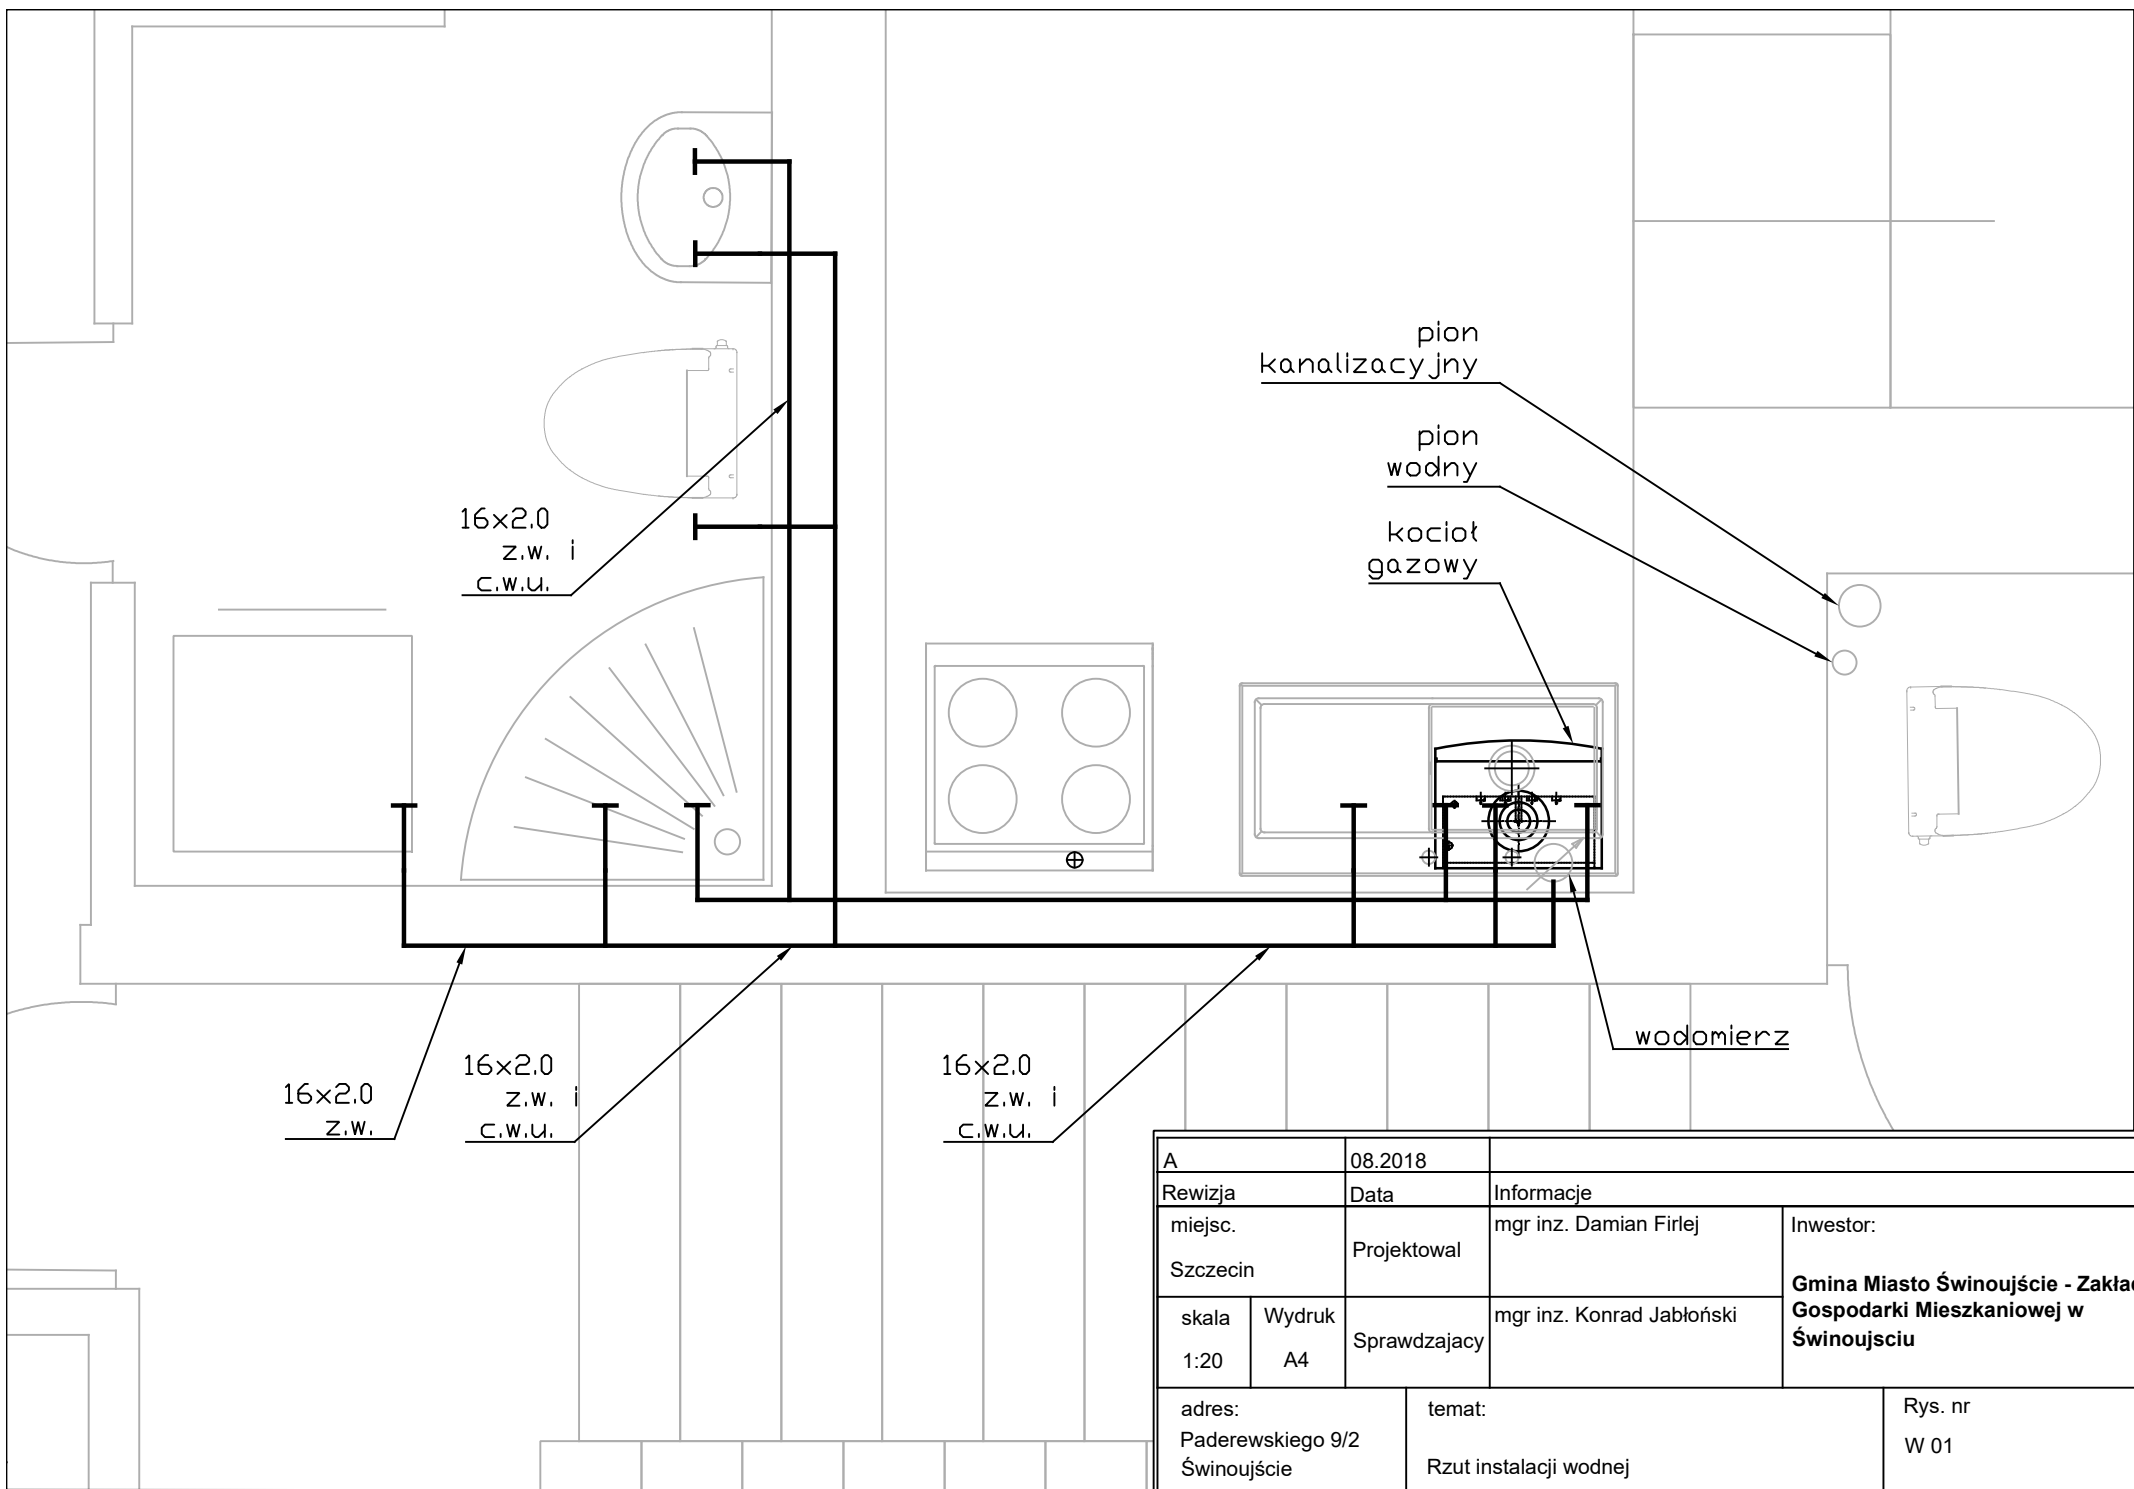 pion
kanalizacyjny
pion
wodny
kocioł
gazowy
16x2.0
z.w. i
c.w.u.
wodomierz
16x2.0
z.w.
16x2.0
z.w. i
c.w.u.
16x2.0
z.w. i
c.w.u.
A 08.2018
Rewizja Data Informacje
miejsc.
Szczecin
Projektowal
mgr inz. Damian Firlej
Inwestor:
Gmina Miasto Świnoujście - Zakła
Gospodarki Mieszkaniowej w
Świnoujsciu
skala
1:20
Wydruk
A4
Sprawdzajacy
mgr inz. Konrad Jabłoński
adres:
Paderewskiego 9/2
Świnoujście
temat:
Rzut instalacji wodnej
Rys. nr
W 01